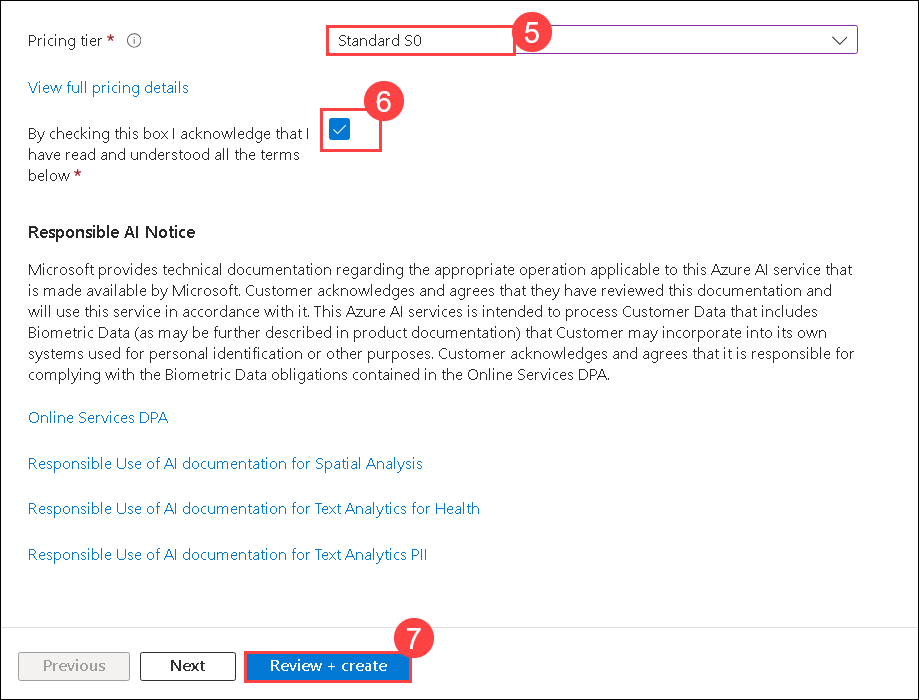 Pricing tier *
Standard S0
5
View full pricing details
6
By checking this box I acknowledge that I
have read and understood all the terms
below *
Responsible AI Notice
Microsoft provides technical documentation regarding the appropriate operation applicable to this Azure AI service that
is made available by Microsoft. Customer acknowledges and agrees that they have reviewed this documentation and
will use this service in accordance with it. This Azure AI services is intended to process Customer Data that includes
Biometric Data (as may be further described in product documentation) that Customer may incorporate into its own
systems used for personal identification or other purposes. Customer acknowledges and agrees that it is responsible for
complying with the Biometric Data obligations contained in the Online Services DPA.
Online Services DPA
Responsible Use of AI documentation for Spatial Analysis
Responsible Use of AI documentation for Text Analytics for Health
Responsible Use of AI documentation for Text Analytics PII
7
Previous
Next
Review + create